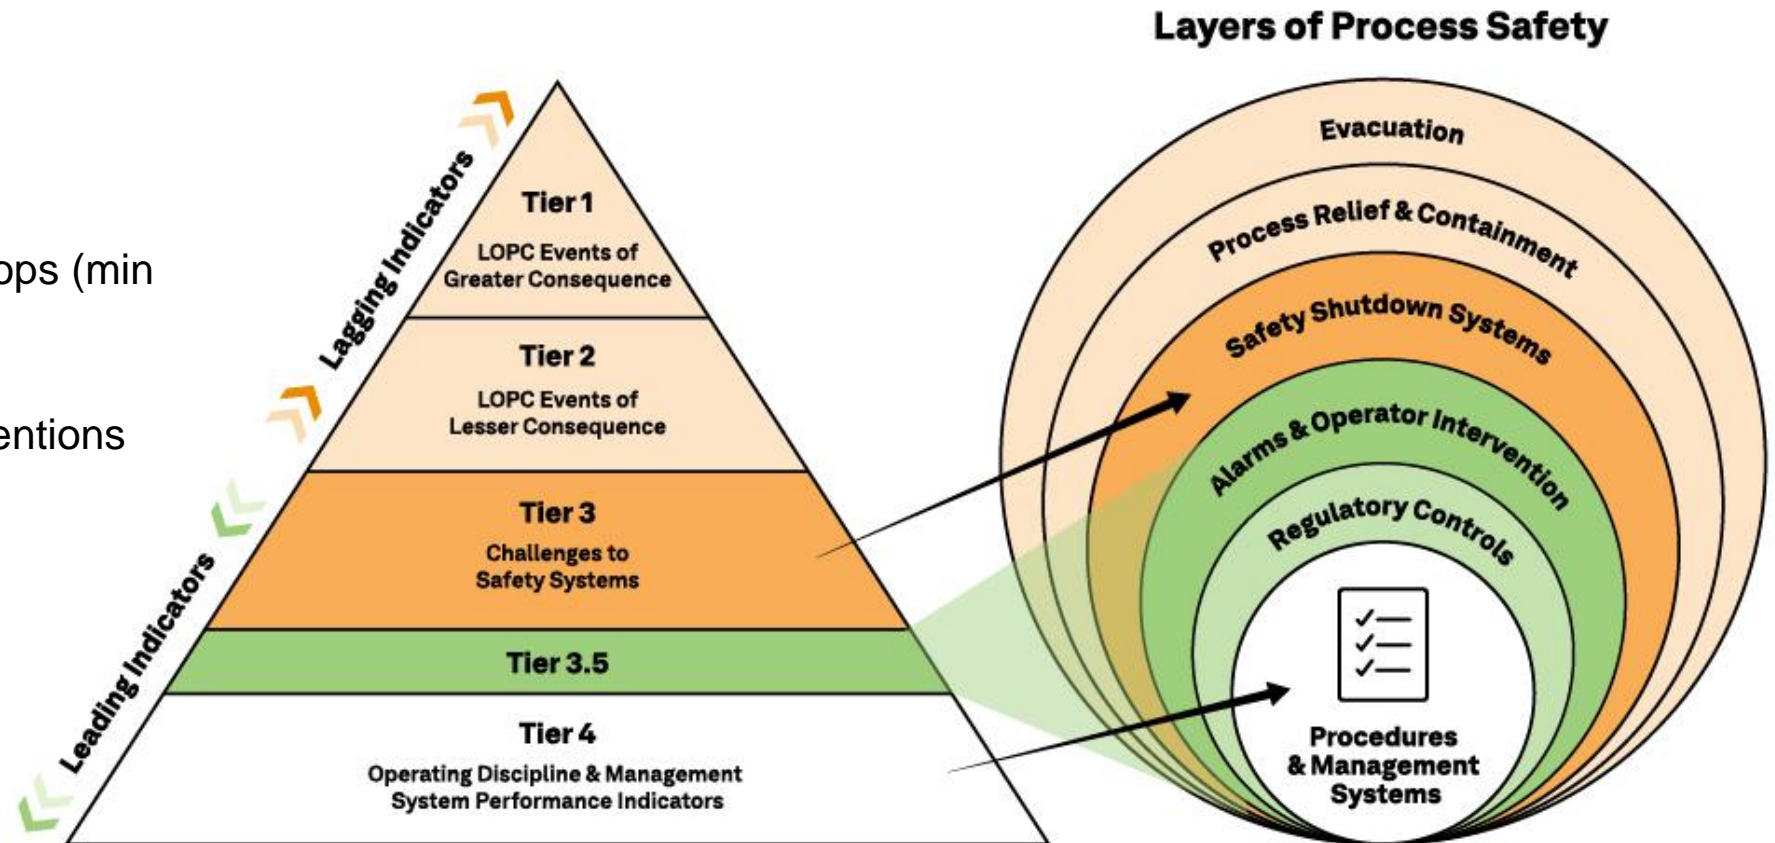 Layers of Process Safety
ops (min
entions
Lagging Indicators
Leading Indicators
Tier 1
LOPC Events of
Greater Consequence
Tier 2
LOPC Events of
Lesser Consequence
Tier 3
Challenges to
Safety Systems
Tier 3.5
Tier 4
Operating Discipline & Management
System Performance Indicators
Evacuation
Process Relief & Containment
Safety Shutdown Systems
Alarms & Operator Intervention
Regulatory Controls
Procedures
& Management
Systems